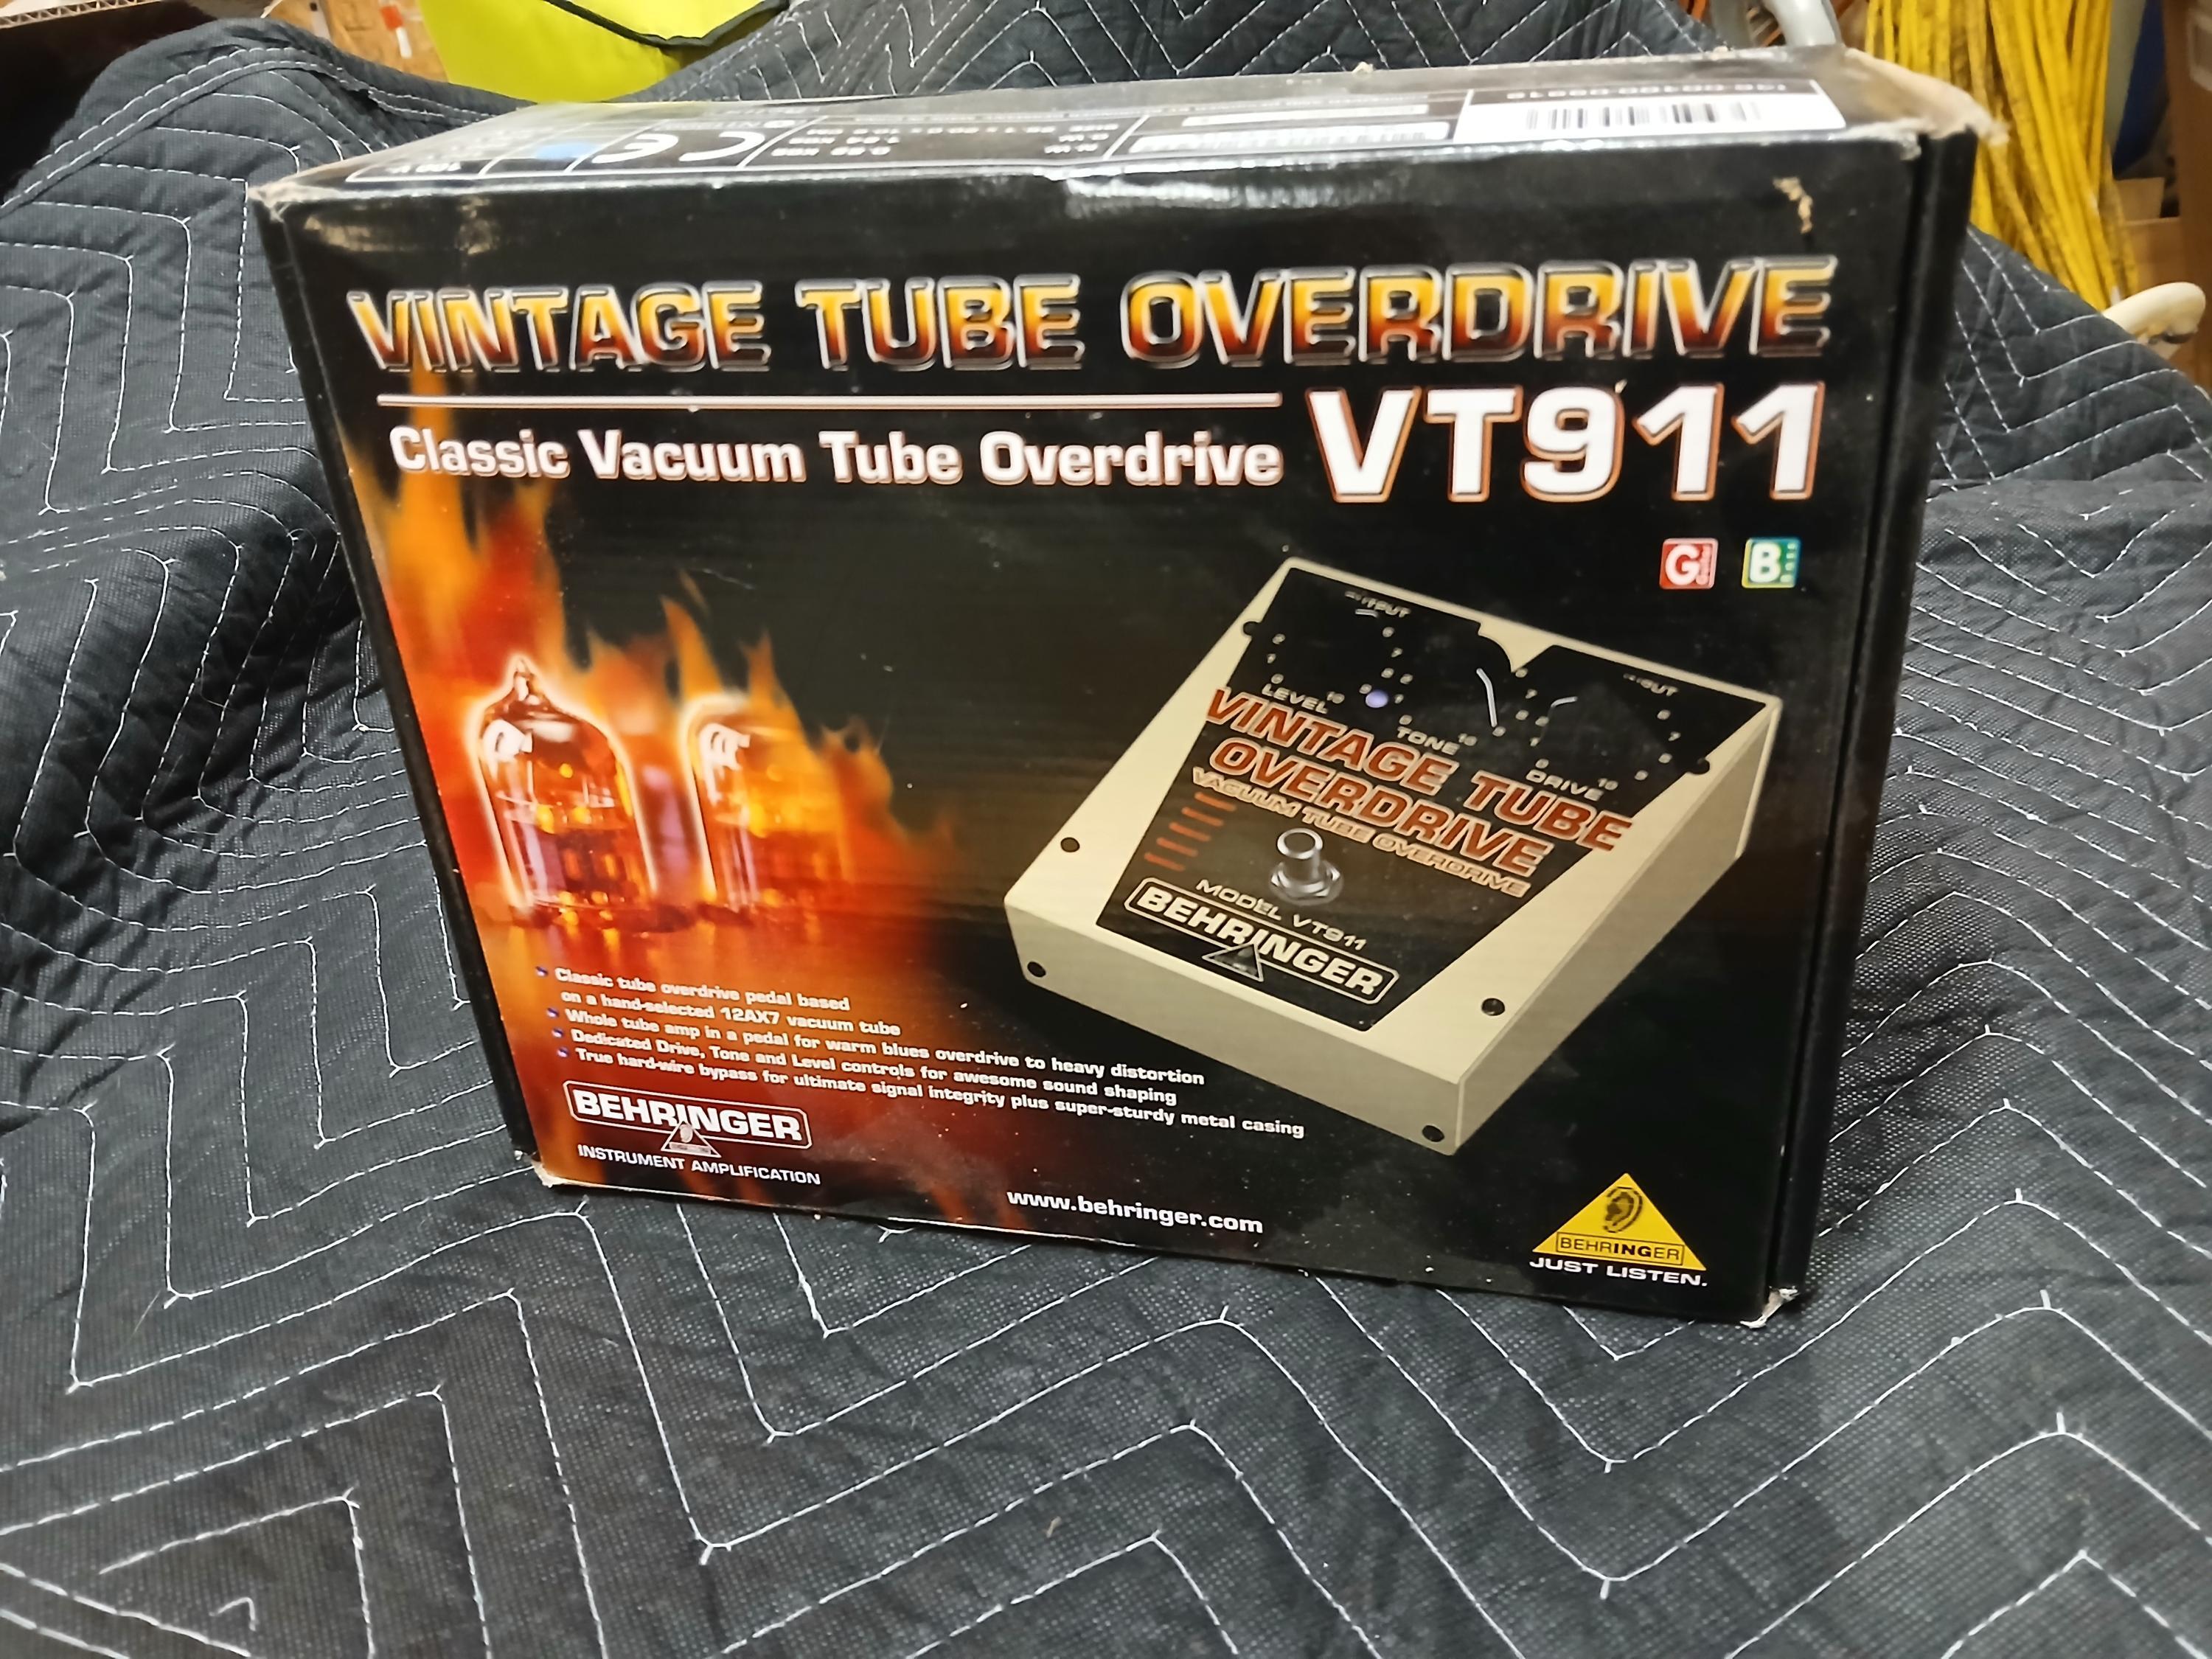 VINTAGE TUBE OVERDRIVE
Classic Vacuum Tube Overdrive
VT911
G
B
LEVEL
TONE
DRIVE
VINTAGE TUBE
OVERDRIVE
VACUUM TUBE OVERDRIVE
MODEL VT911
BEHRINGER
Classic tube overdrive pedal based
on a hand-selected 12AX7 vacuum tube
Whole tube amp in a pedal for warm blues overdrive to heavy distortion
Dedicated Drive, Tone and Level controls for awesome sound shaping
True hard-wire bypass for ultimate signal integrity plus super-sturdy metal casing
BEHRINGER
INSTRUMENT AMPLIFICATION
www.behringer.com
BEHRINGER
JUST LISTEN.